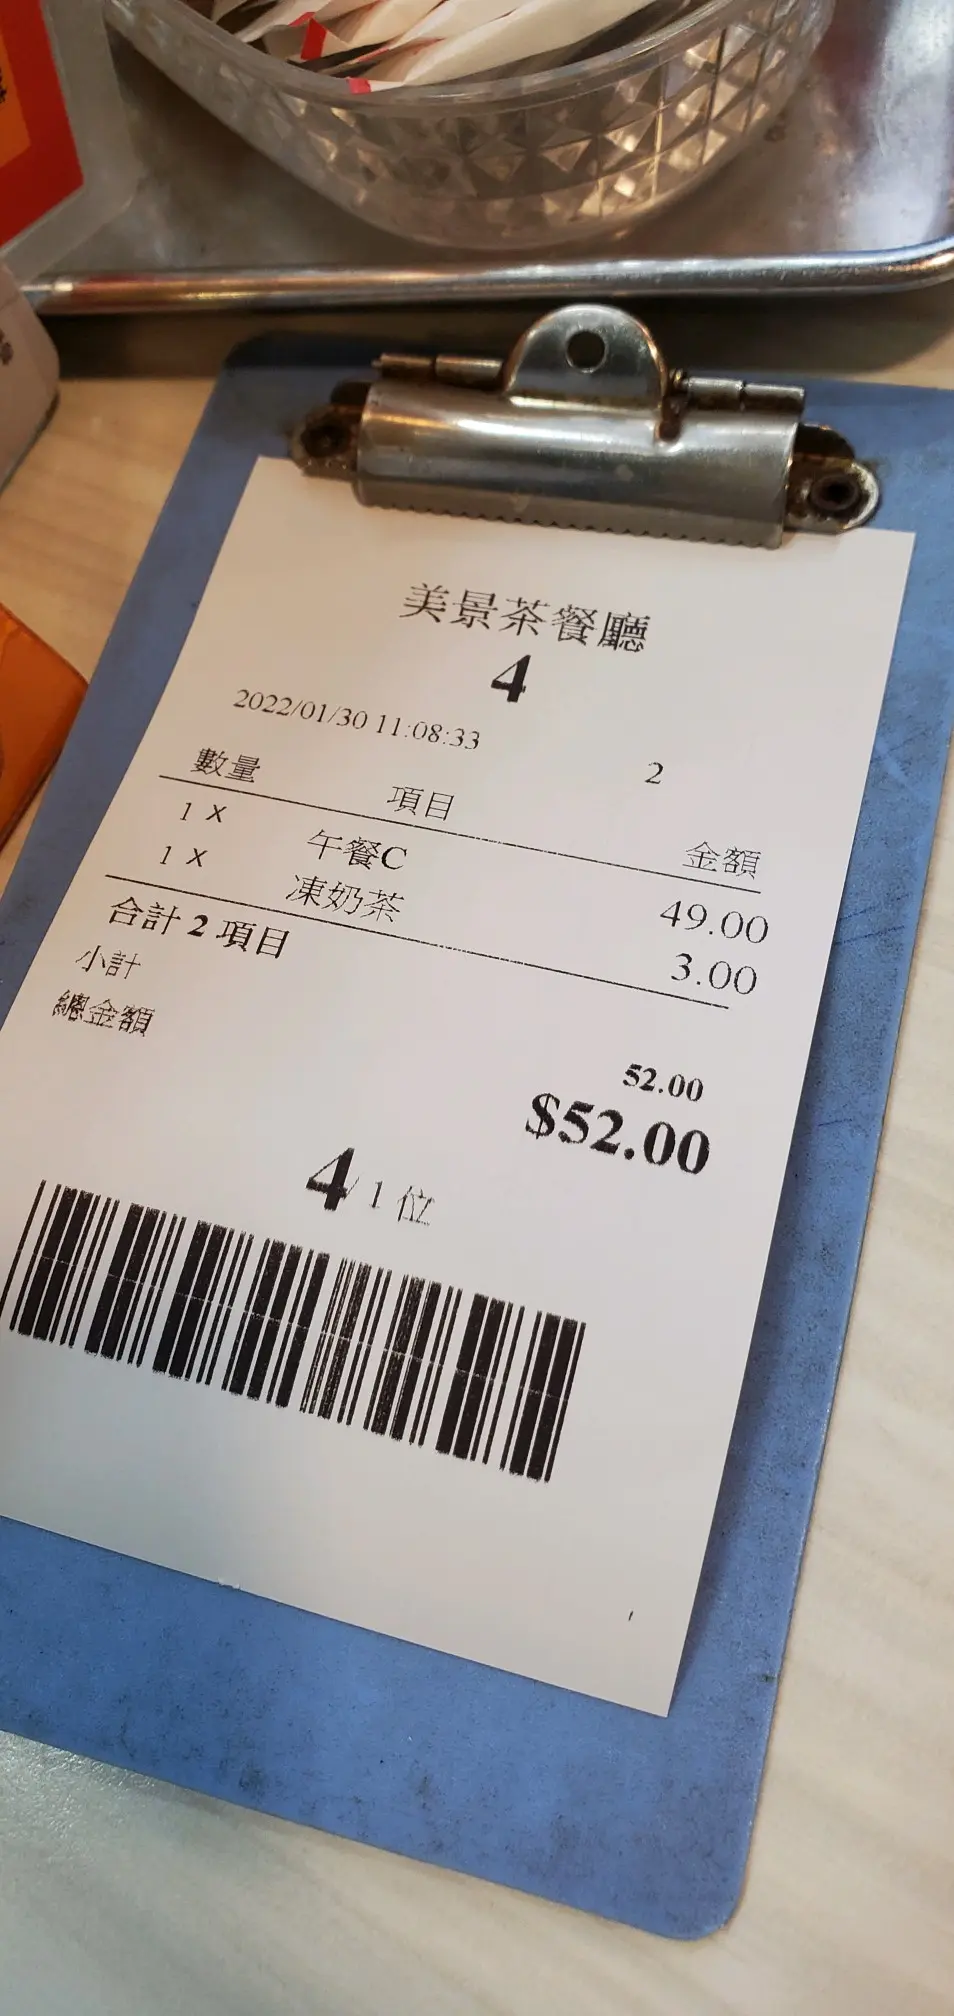 美景茶餐廳
4
2022/01/30 11:08:33
2
數量 項目 金額
1 X 午餐C 49.00
1 X 凍奶茶 3.00
合計 2 項目
小計 52.00
總金額 $52.00
4/ 1 位